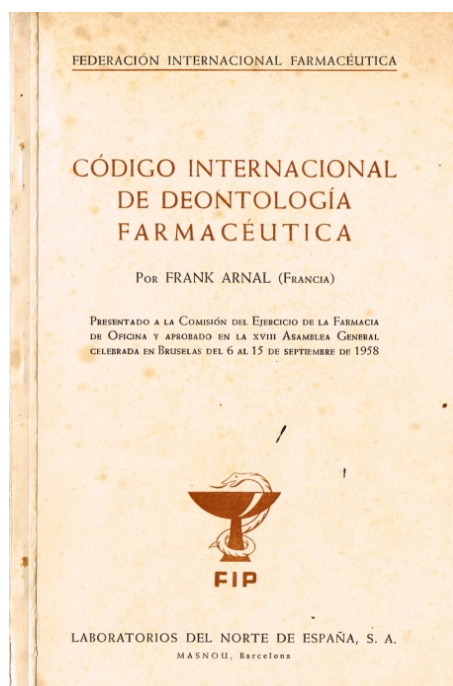 FEDERACIÓN INTERNACIONAL FARMACÉUTICA
CÓDIGO INTERNACIONAL
DE DEONTOLOGÍA
FARMACÉUTICA
Por FRANK ARNAL (Francia)
Presentado a la Comisión del Ejercicio de la Farmacia
de Oficina y aprobado en la xviii Asamblea General
celebrada en Bruselas del 6 al 15 de septiembre de 1958
FIP
LABORATORIOS DEL NORTE DE ESPAÑA, S. A.
MASNOU, Barcelona